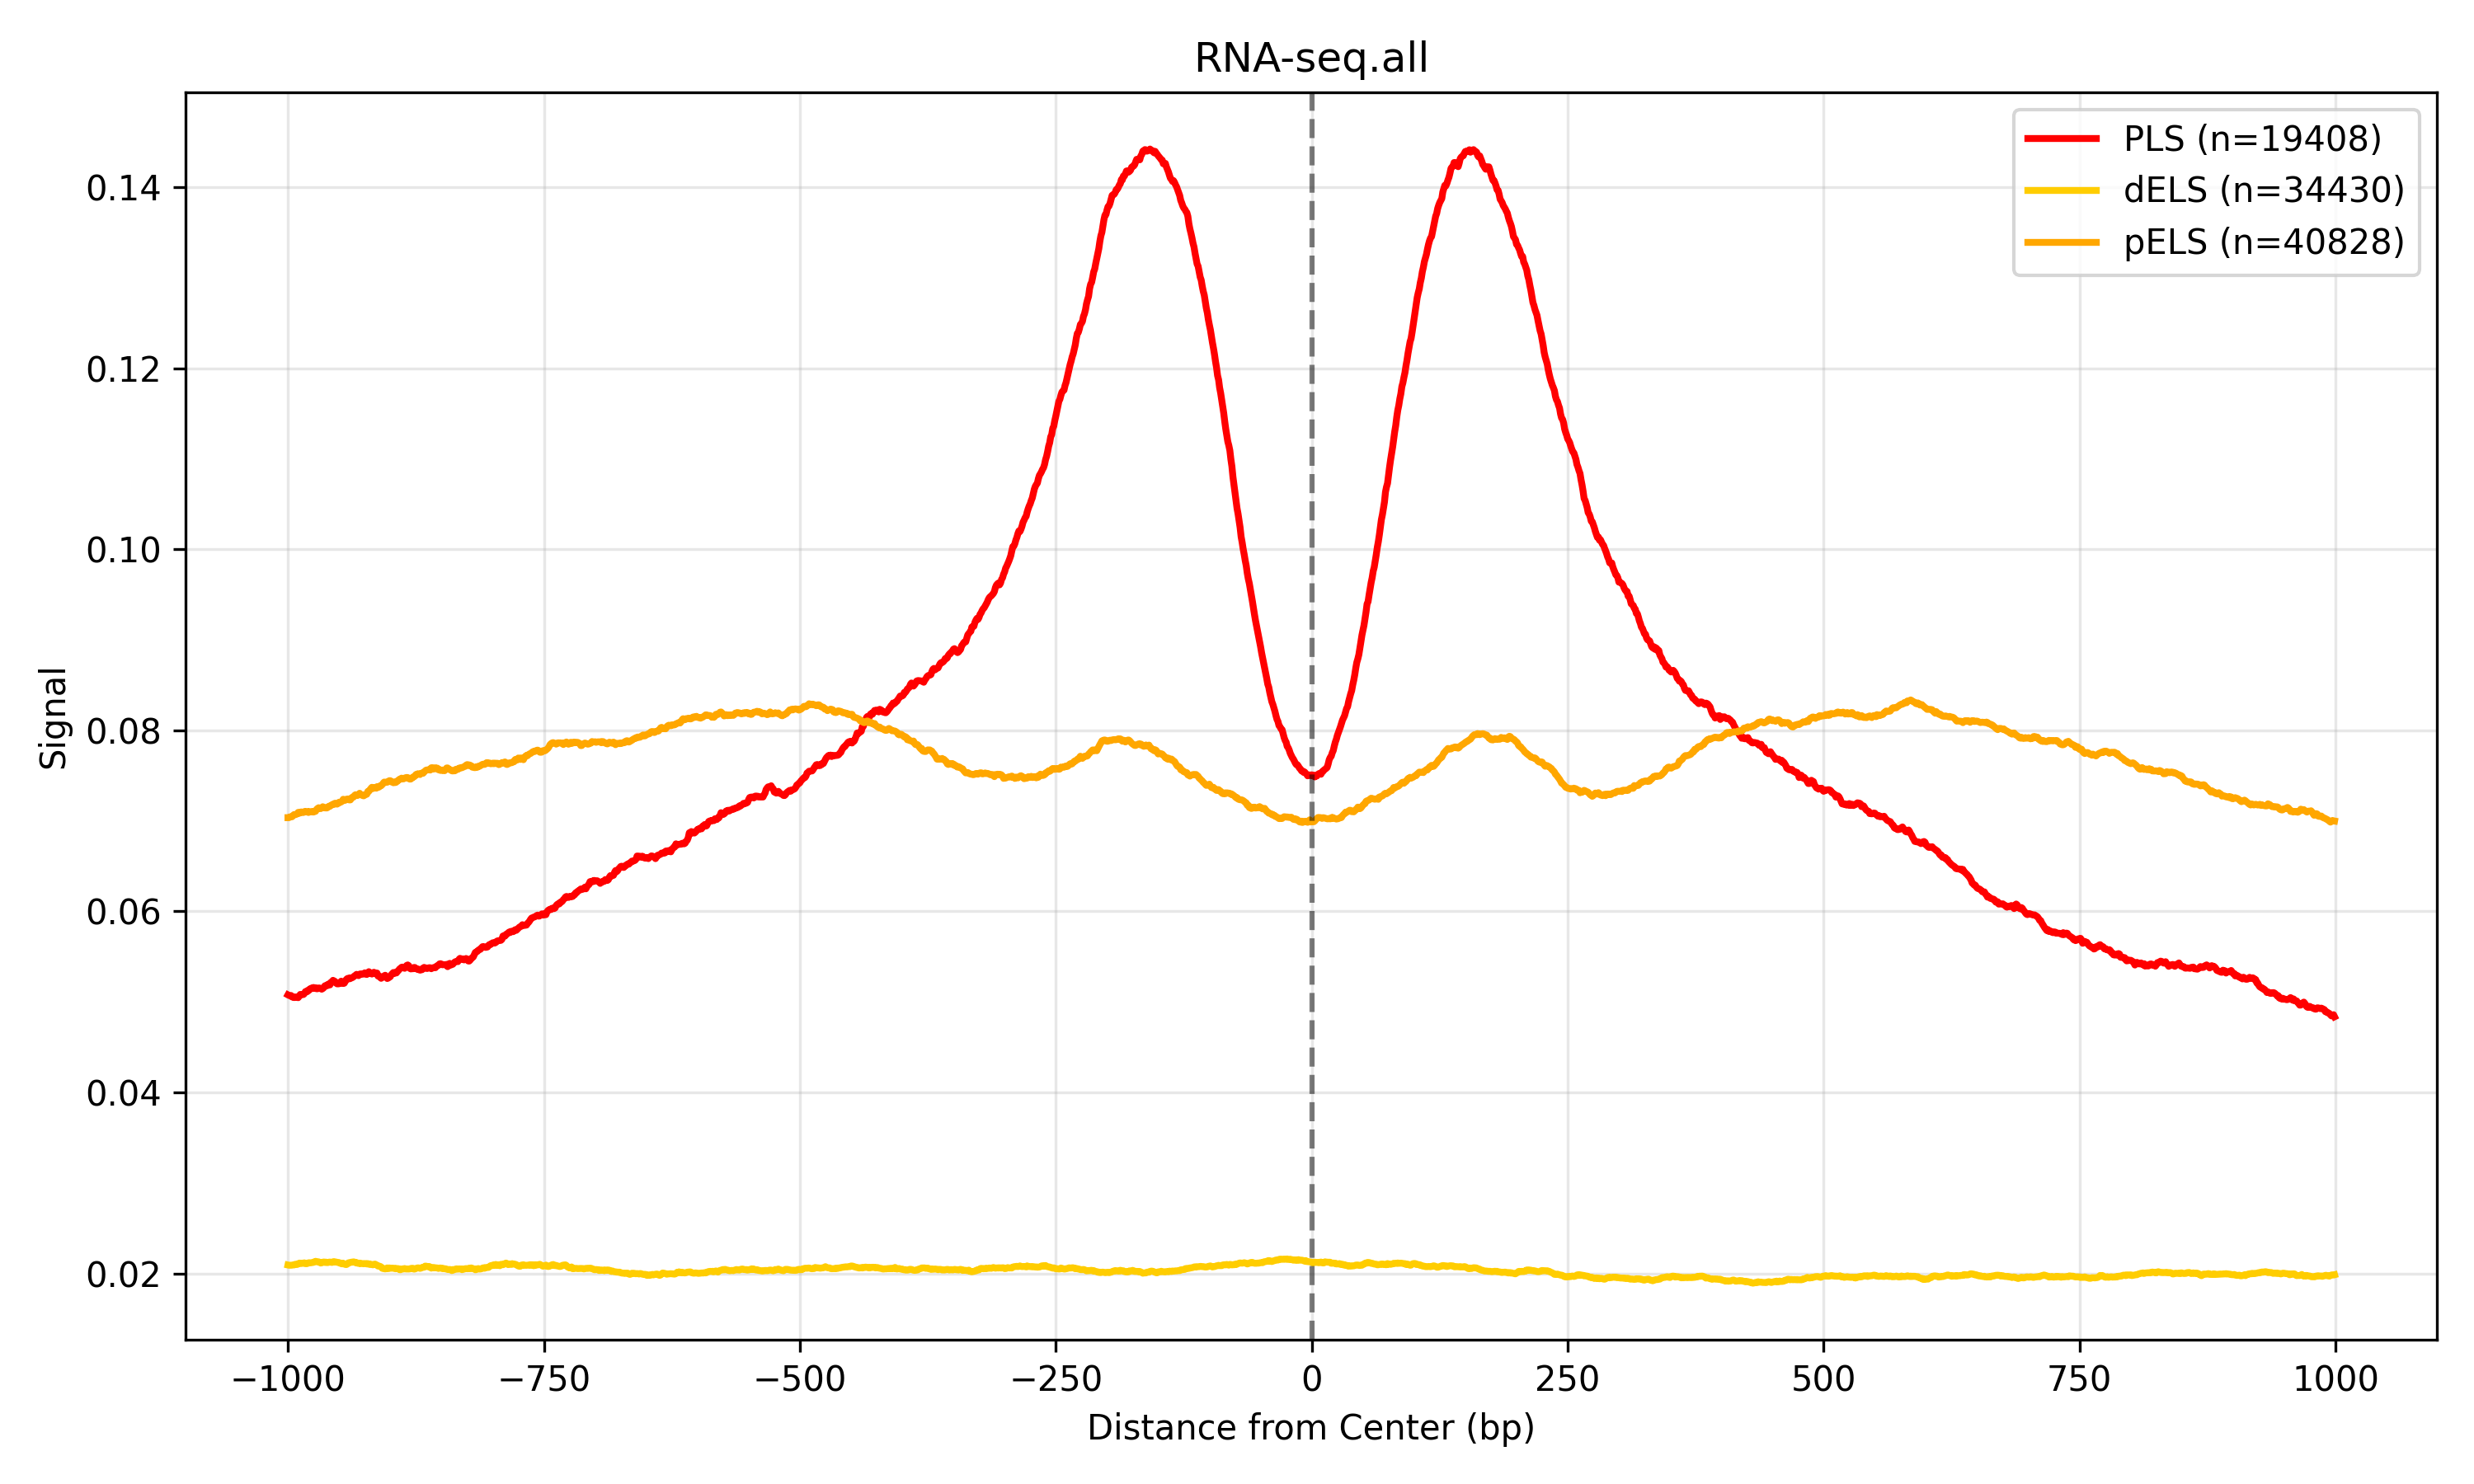 RNA-seq.all
PLS (n=19408)
dELS (n=34430)
pELS (n=40828)
Signal
0.14
0.12
0.10
0.08
0.06
0.04
0.02
−1000
−750
−500
−250
0
250
500
750
1000
Distance from Center (bp)